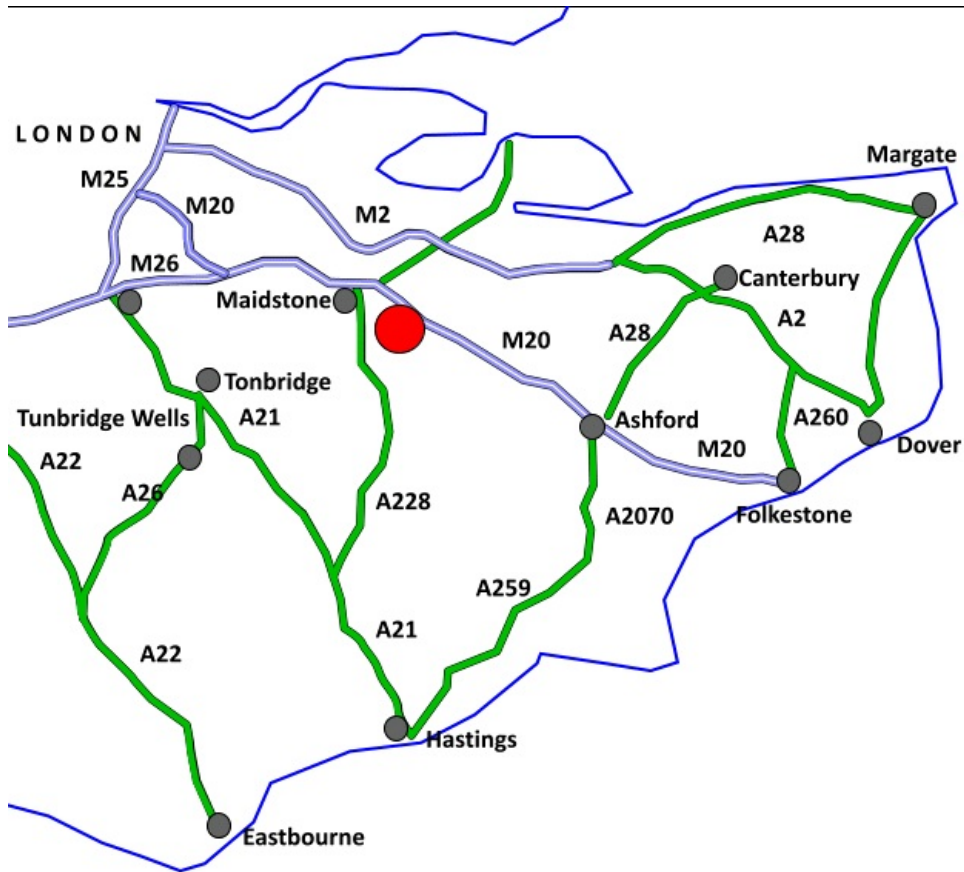 L O N D O N
Margate
M25
M20
M2
A28
M26
Canterbury
Maidstone
A2
A28
M20
Tonbridge
Tunbridge Wells
A21
Ashford
A260
A22
M20
Dover
A26
A228
A2070
Folkestone
A259
A21
A22
Hastings
Eastbourne